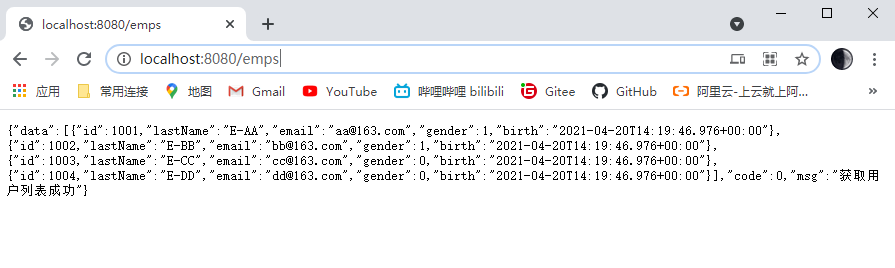 localhost:8080/emps
localhost:8080/emps
应用 常用连接 地图 Gmail YouTube 哔哩哔哩 bilibili Gitee GitHub 阿里云-上云就上阿...
{"data":[{"id":1001,"lastName":"E-AA","email":"aa@163.com","gender":1,"birth":"2021-04-20T14:19:46.976+00:00"},
{"id":1002,"lastName":"E-BB","email":"bb@163.com","gender":1,"birth":"2021-04-20T14:19:46.976+00:00"},
{"id":1003,"lastName":"E-CC","email":"cc@163.com","gender":0,"birth":"2021-04-20T14:19:46.976+00:00"},
{"id":1004,"lastName":"E-DD","email":"dd@163.com","gender":0,"birth":"2021-04-20T14:19:46.976+00:00"}],"code":0,"msg":"获取用
户列表成功"}